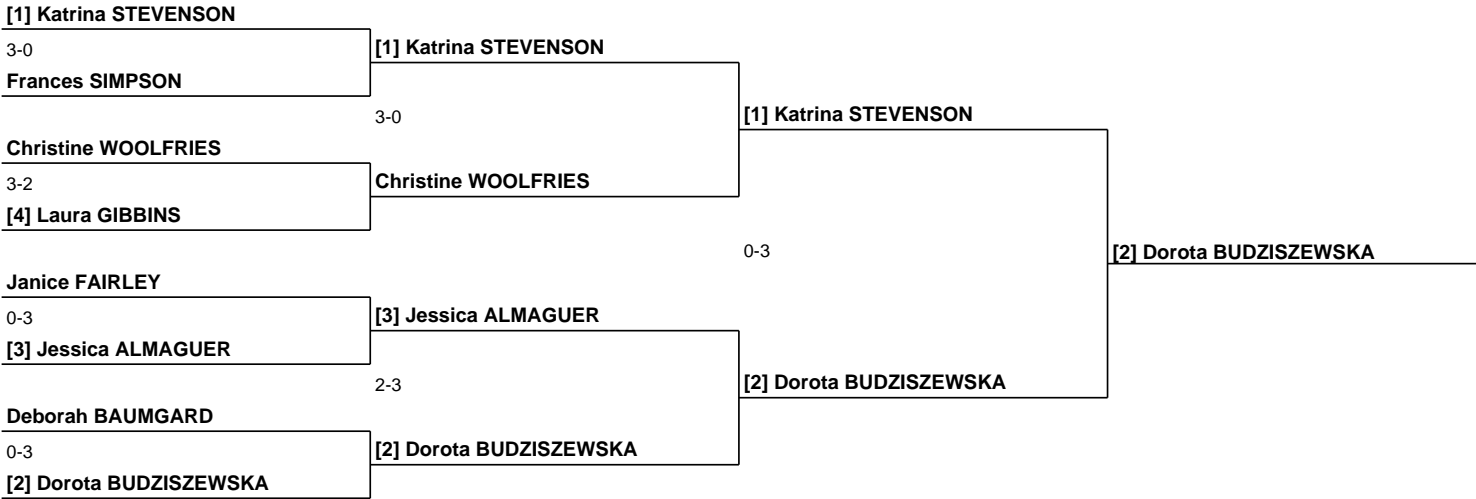 [1] Katrina STEVENSON
3-0
Frances SIMPSON
Christine WOOLFRIES
3-2
[4] Laura GIBBINS
Janice FAIRLEY
0-3
[3] Jessica ALMAGUER
Deborah BAUMGARD
0-3
[2] Dorota BUDZISZEWSKA
[1] Katrina STEVENSON
3-0
Christine WOOLFRIES
[3] Jessica ALMAGUER
2-3
[2] Dorota BUDZISZEWSKA
[1] Katrina STEVENSON
0-3
[2] Dorota BUDZISZEWSKA
[2] Dorota BUDZISZEWSKA